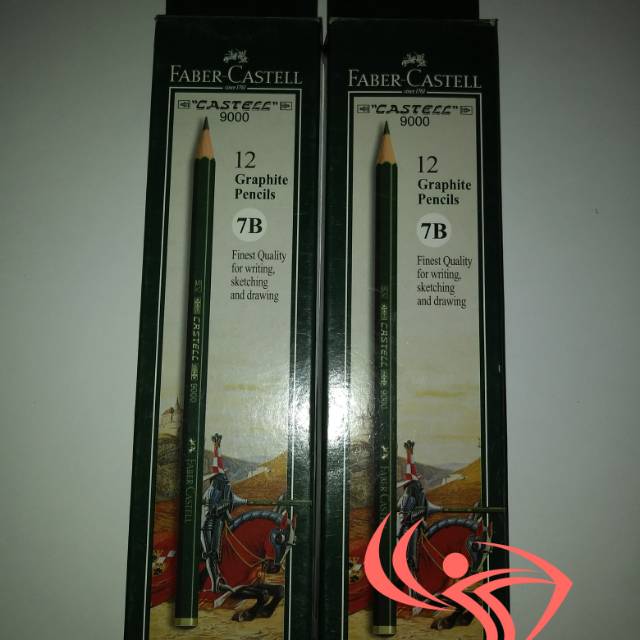 FABER-CASTELL
since 1761
"CASTELL"
9000
12
Graphite
Pencils
7B
Finest Quality
for writing,
sketching
and drawing
CASTELL 9000
FABER-CASTELL
FABER-CASTELL
since 1761
"CASTELL"
9000
12
Graphite
Pencils
7B
Finest Quality
for writing,
sketching
and drawing
CASTELL 9000
FABER-CASTELL